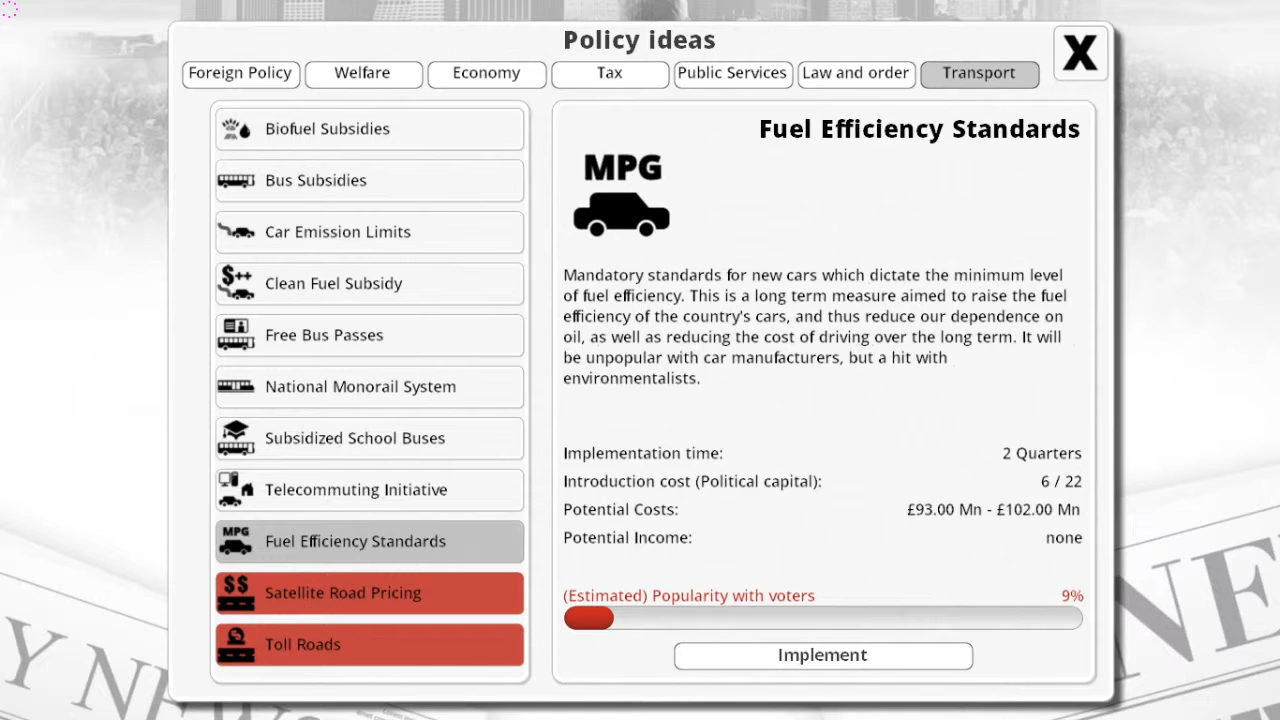 Policy ideas
X
Foreign Policy
Welfare
Economy
Tax
Public Services
Law and order
Transport
Biofuel Subsidies
Bus Subsidies
Car Emission Limits
$++
Clean Fuel Subsidy
Free Bus Passes
National Monorail System
Subsidized School Buses
Telecommuting Initiative
MPG
Fuel Efficiency Standards
$$
Satellite Road Pricing
Toll Roads
Fuel Efficiency Standards
MPG
Mandatory standards for new cars which dictate the minimum level
of fuel efficiency. This is a long term measure aimed to raise the fuel
efficiency of the country's cars, and thus reduce our dependence on
oil, as well as reducing the cost of driving over the long term. It will
be unpopular with car manufacturers, but a hit with
environmentalists.
Implementation time: 2 Quarters
Introduction cost (Political capital): 6 / 22
Potential Costs: £93.00 Mn - £102.00 Mn
Potential Income: none
(Estimated) Popularity with voters 9%
Implement
Y NEWS
NE